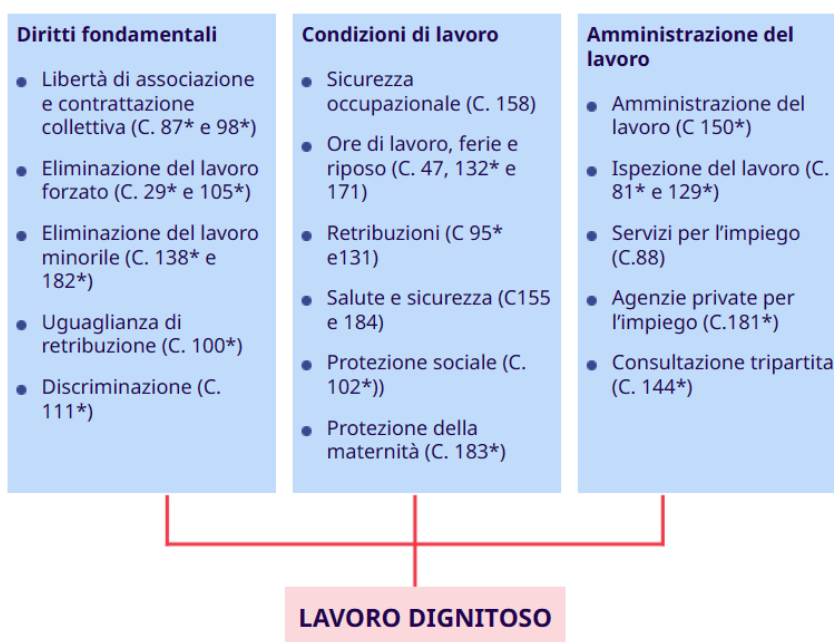 Diritti fondamentali
Libertà di associazione
e contrattazione
collettiva (C. 87* e 98*)
Eliminazione del lavoro
forzato (C. 29* e 105*)
Eliminazione del lavoro
minorile (C. 138* e
182*)
Uguaglianza di
retribuzione (C. 100*)
Discriminazione (C.
111*)
Condizioni di lavoro
Sicurezza
occupazionale (C. 158)
Ore di lavoro, ferie e
riposo (C. 47, 132* e
171)
Retribuzioni (C 95*
e131)
Salute e sicurezza (C155
e 184)
Protezione sociale (C.
102*))
Protezione della
maternità (C. 183*)
Amministrazione del
lavoro
Amministrazione del
lavoro (C 150*)
Ispezione del lavoro (C.
81* e 129*)
Servizi per l’impiego
(C.88)
Agenzie private per
l’impiego (C.181*)
Consultazione tripartita
(C. 144*)
LAVORO DIGNITOSO